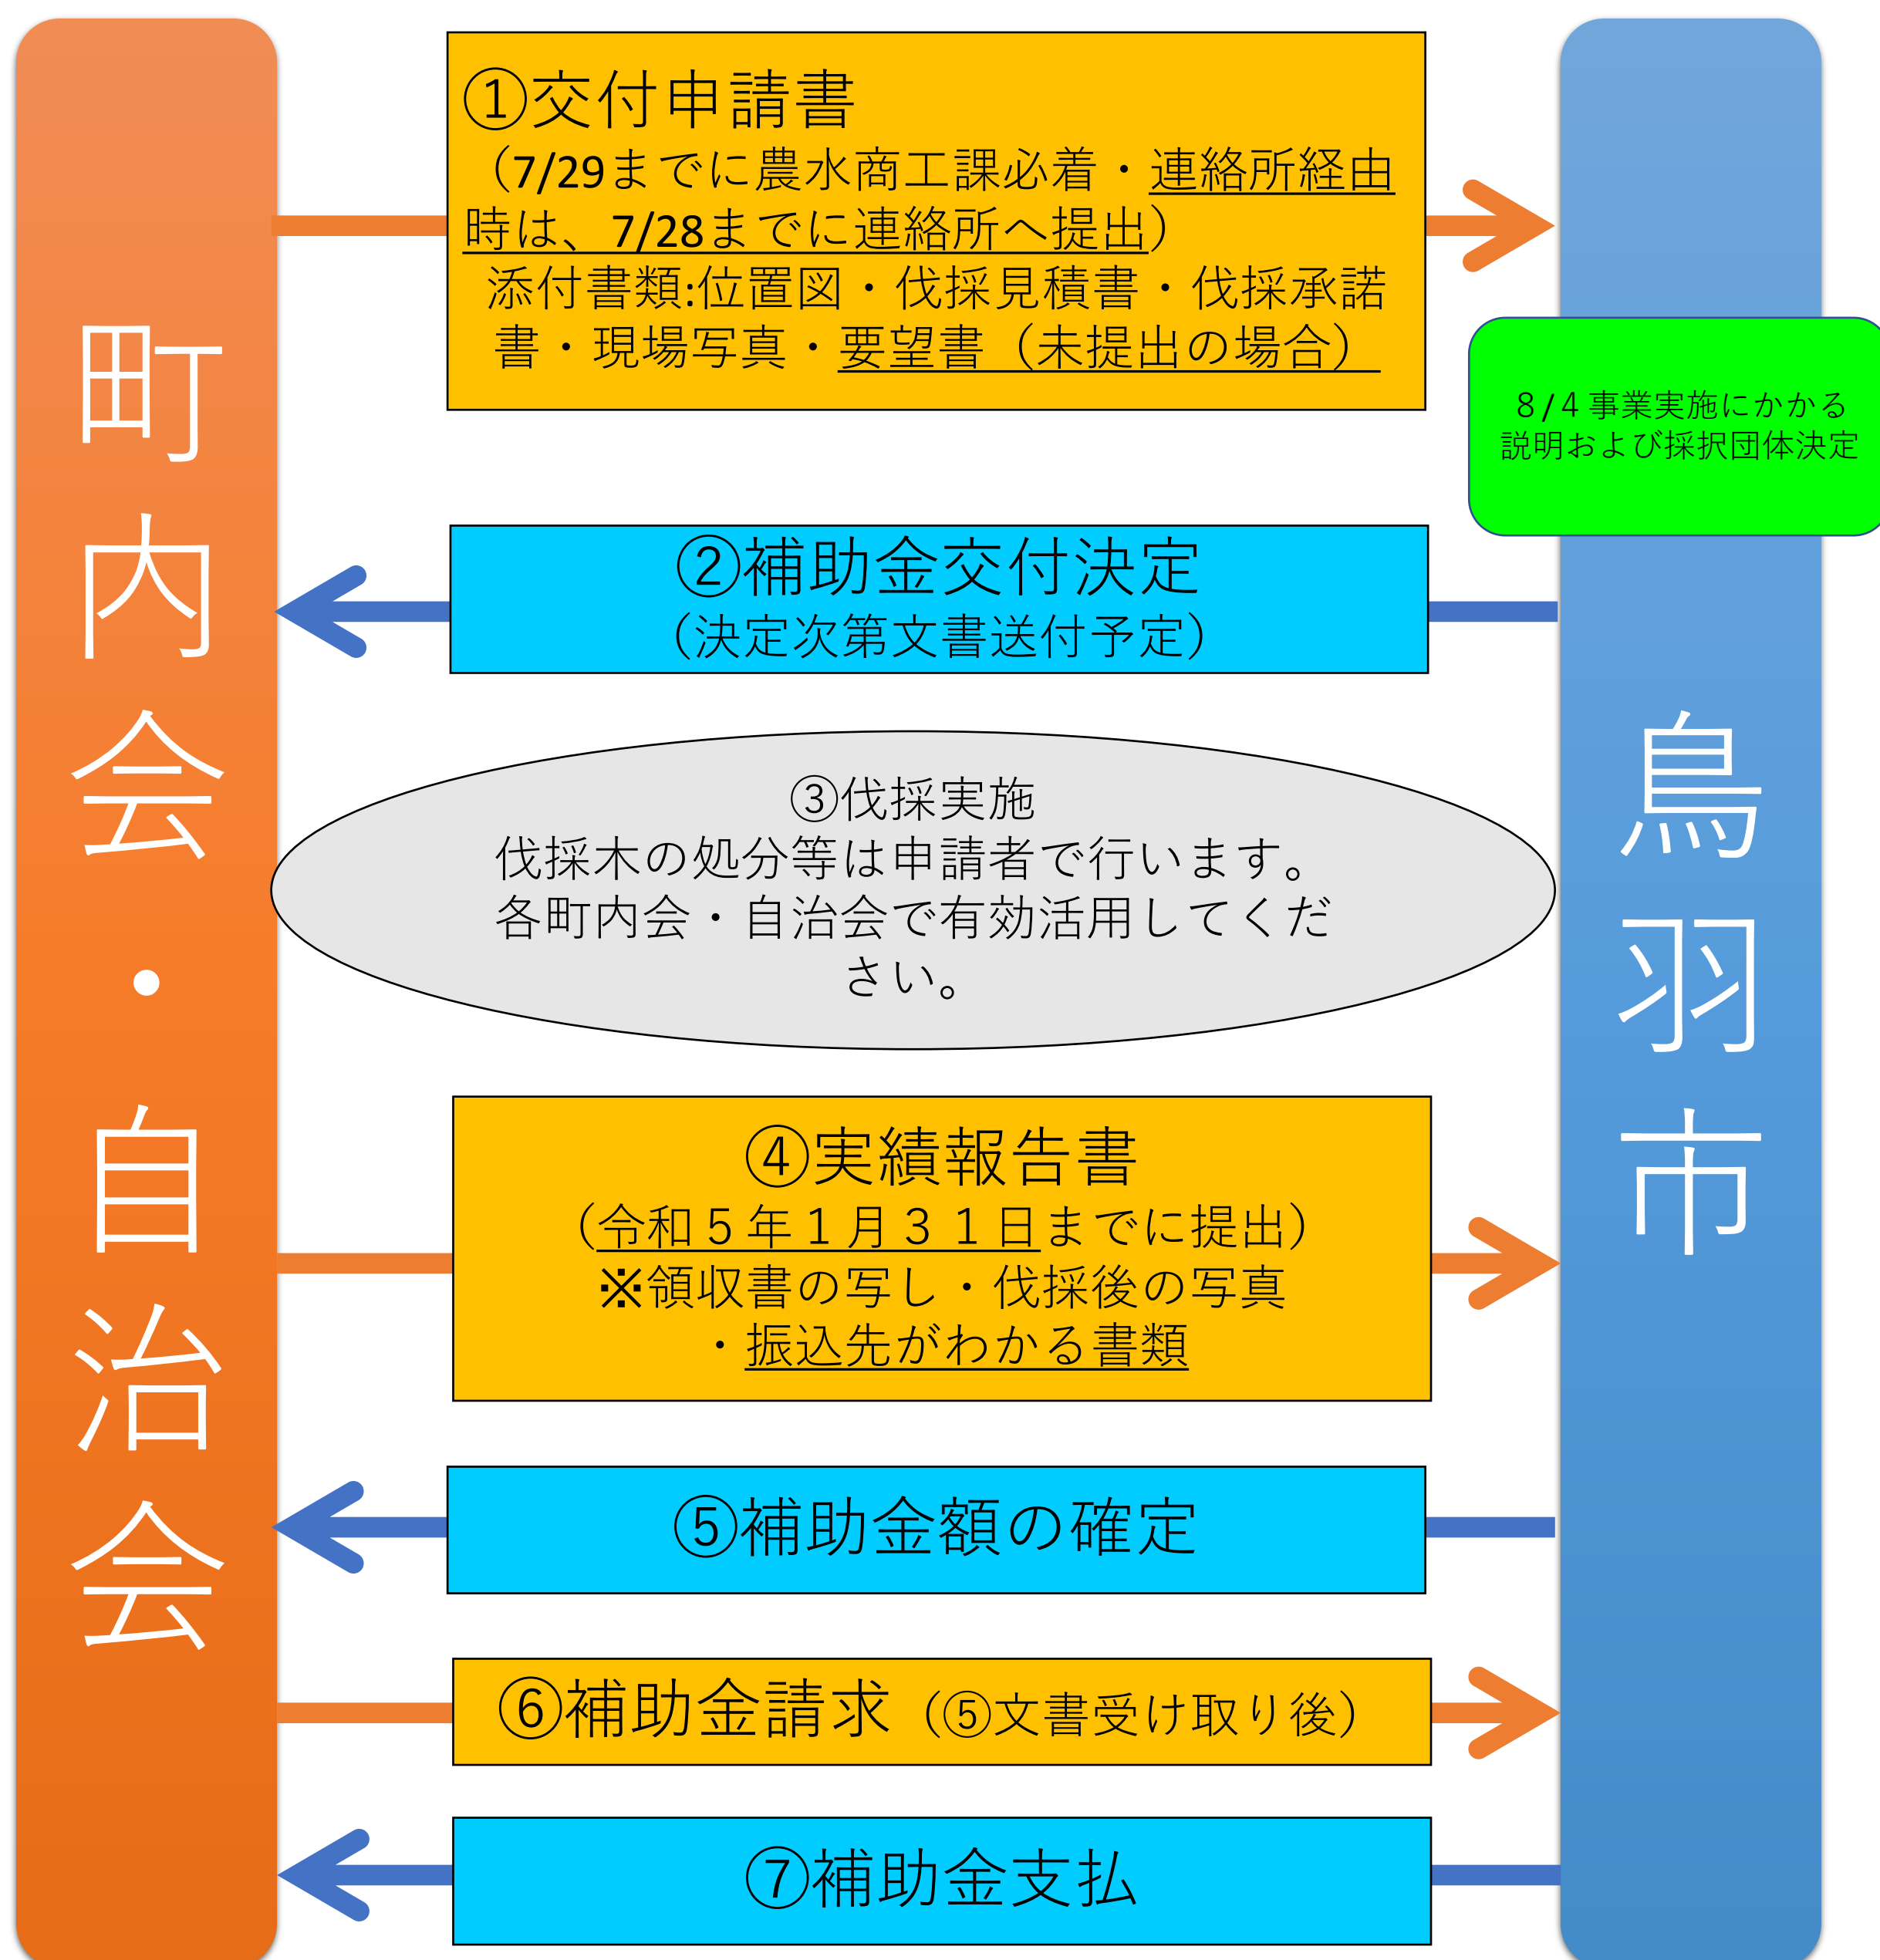 町内会・自治会
①交付申請書
（7/29までに農水商工課必着・連絡所経由
時は、7/28までに連絡所へ提出）
添付書類:位置図・伐採見積書・伐採承諾
書・現場写真・要望書（未提出の場合）
8/4 事業実施にかかる
説明および採択団体決定
②補助金交付決定
（決定次第文書送付予定）
③伐採実施
伐採木の処分等は申請者で行います。
各町内会・自治会で有効活用してくだ
さい。
④実績報告書
（令和５年１月３１日までに提出）
※領収書の写し・伐採後の写真
・振込先がわかる書類
⑤補助金額の確定
⑥補助金請求（⑤文書受け取り後）
⑦補助金支払
鳥羽市